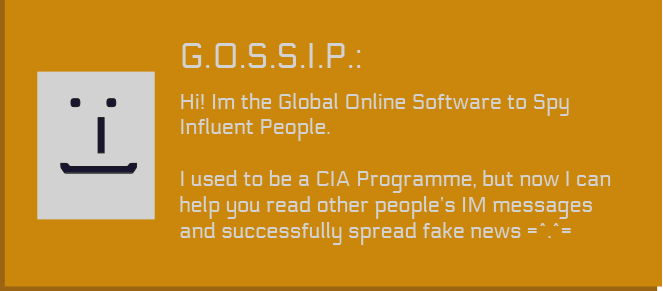 G.O.S.S.I.P.:
Hi! Im the Global Online Software to Spy
Influent People.
I used to be a CIA Programme, but now I can
help you read other people's IM messages
and successfully spread fake news =^.^=